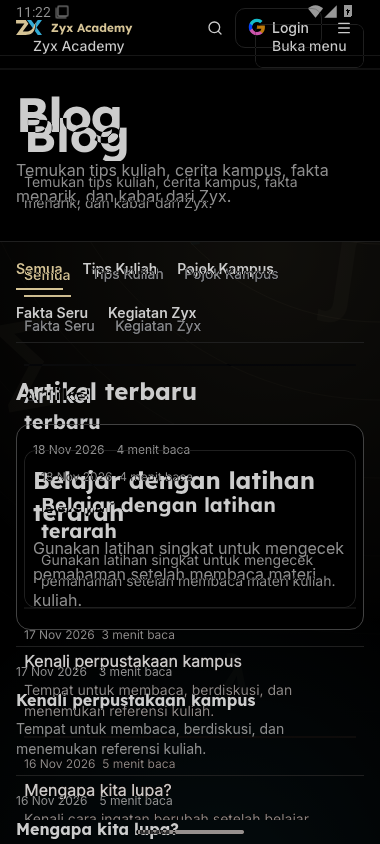 11:22
Zyx Academy
Login
Zyx Academy
Buka menu
Blog
Blog
Temukan tips kuliah, cerita kampus, fakta
menarik, dan kabar dari Zyx.
Temukan tips kuliah, cerita kampus, fakta
menarik, dan kabar dari Zyx.
Semua Tips Kuliah Pojok Kampus
Semua Tips Kuliah Pojok Kampus
Fakta Seru Kegiatan Zyx
Fakta Seru Kegiatan Zyx
Artikel terbaru
Artikel
terbaru
18 Nov 2026 4 menit baca
18 Nov 2026 4 menit baca
Belajar dengan latihan
terarah
Belajar dengan latihan
terarah
Gunakan latihan singkat untuk mengecek
pemahaman setelah membaca materi
kuliah.
Gunakan latihan singkat untuk mengecek
pemahaman setelah membaca materi kuliah.
17 Nov 2026 3 menit baca
Kenali perpustakaan kampus
17 Nov 2026 3 menit baca
Tempat untuk membaca, berdiskusi, dan
menemukan referensi kuliah.
Kenali perpustakaan kampus
Tempat untuk membaca, berdiskusi, dan
menemukan referensi kuliah.
16 Nov 2026 5 menit baca
Mengapa kita lupa?
16 Nov 2026 5 menit baca
Kenali cara ingatan berubah setelah belajar
Mengapa kita lupa?